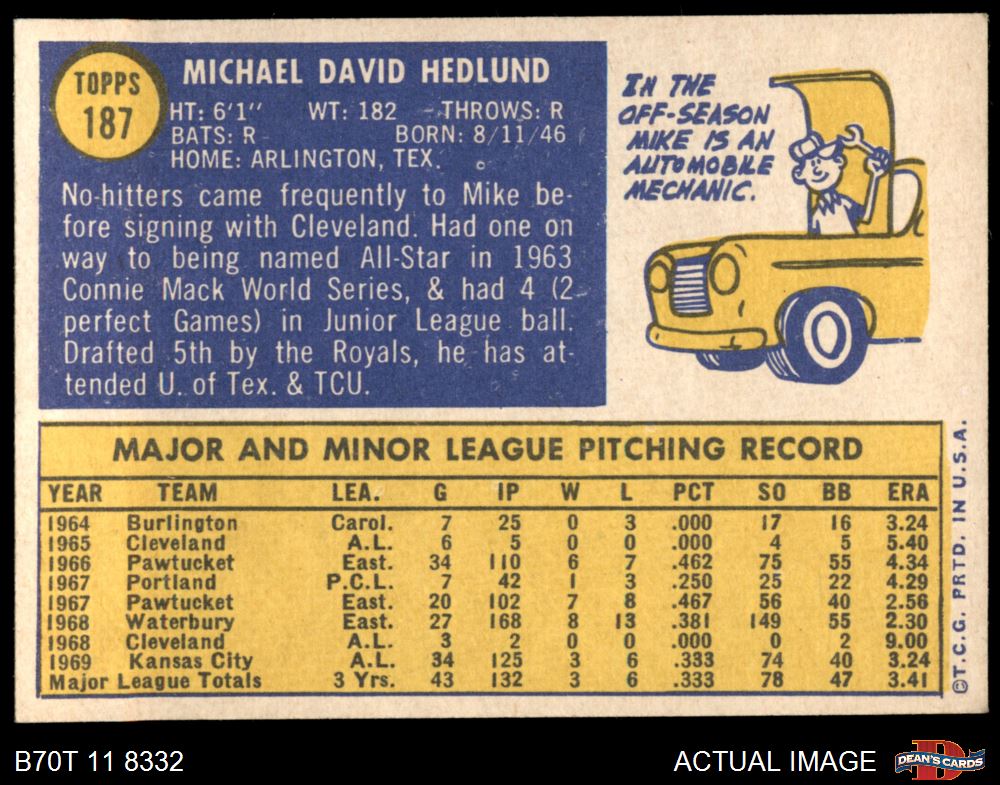 TOPPS
187
MICHAEL DAVID HEDLUND
HT: 6'1" WT: 182 THROWS: R
BATS: R BORN: 8/11/46
HOME: ARLINGTON, TEX.
No-hitters came frequently to Mike be-
fore signing with Cleveland. Had one on
way to being named All-Star in 1963
Connie Mack World Series, & had 4 (2
perfect Games) in Junior League ball.
Drafted 5th by the Royals, he has at-
tended U. of Tex. & TCU.
IN THE
OFF-SEASON
MIKE IS AN
AUTOMOBILE
MECHANIC.
MAJOR AND MINOR LEAGUE PITCHING RECORD
YEAR TEAM LEA. G IP W L PCT SO BB ERA
1964 Burlington Carol. 7 25 0 3 .000 17 16 3.24
1965 Cleveland A.L. 6 5 0 0 .000 4 5 5.40
1966 Pawtucket East. 34 110 6 7 .462 75 55 4.34
1967 Portland P.C.L. 7 42 1 3 .250 25 22 4.29
1967 Pawtucket East. 20 102 7 8 .467 56 40 2.56
1968 Waterbury East. 27 168 8 13 .381 149 55 2.30
1968 Cleveland A.L. 3 2 0 0 .000 0 2 9.00
1969 Kansas City A.L. 34 125 3 6 .333 74 40 3.24
Major League Totals 3 Yrs. 43 132 3 6 .333 78 47 3.41
©T.C.G. PRTD. IN U.S.A.
B70T 11 8332
ACTUAL IMAGE
D
DEAN'S CARDS